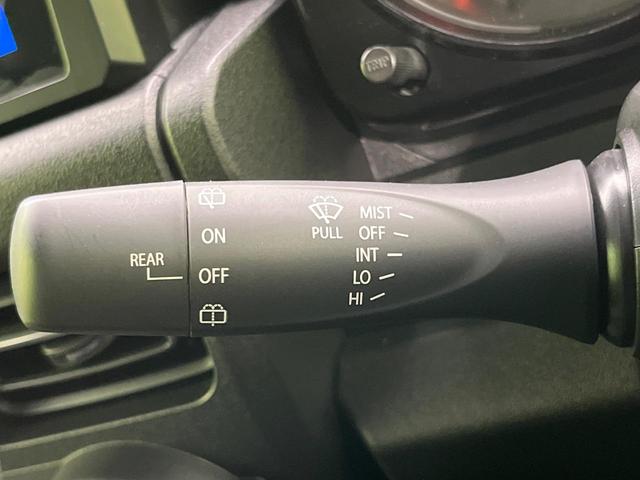 REAR
ON
OFF
PULL
MIST
OFF
INT
LO
HI